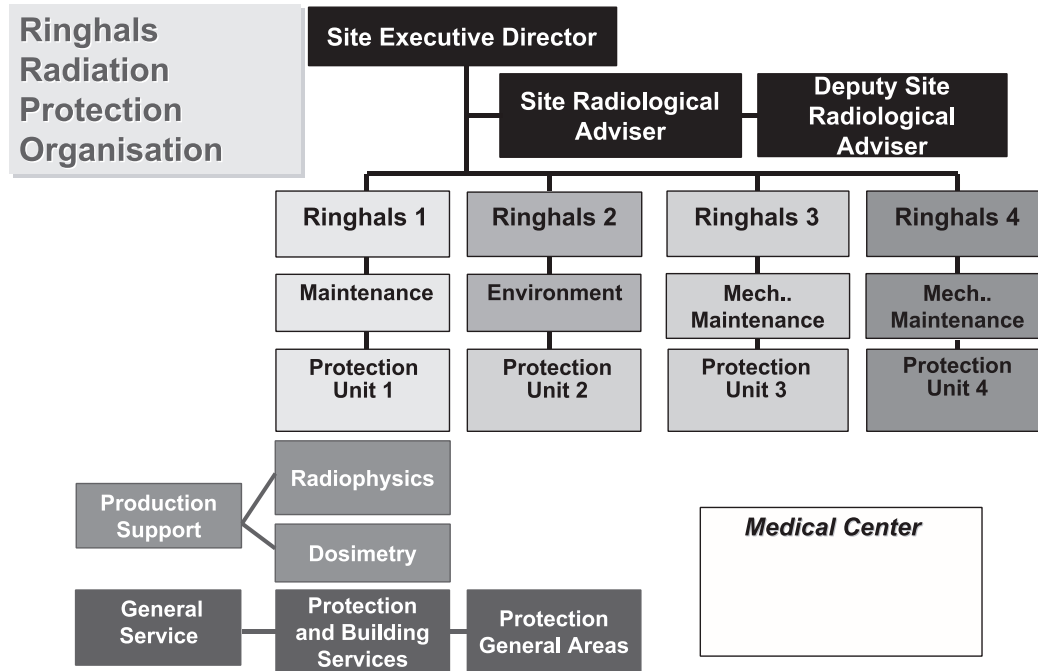 Ringhals
Radiation
Protection
Organisation
Site Executive Director
Site Radiological
Adviser
Deputy Site
Radiological
Adviser
Ringhals 1
Ringhals 2
Ringhals 3
Ringhals 4
Maintenance
Environment
Mech..
Maintenance
Mech..
Maintenance
Protection
Unit 1
Protection
Unit 2
Protection
Unit 3
Protection
Unit 4
Production
Support
Radiophysics
Dosimetry
Medical Center
General
Service
Protection
and Building
Services
Protection
General Areas